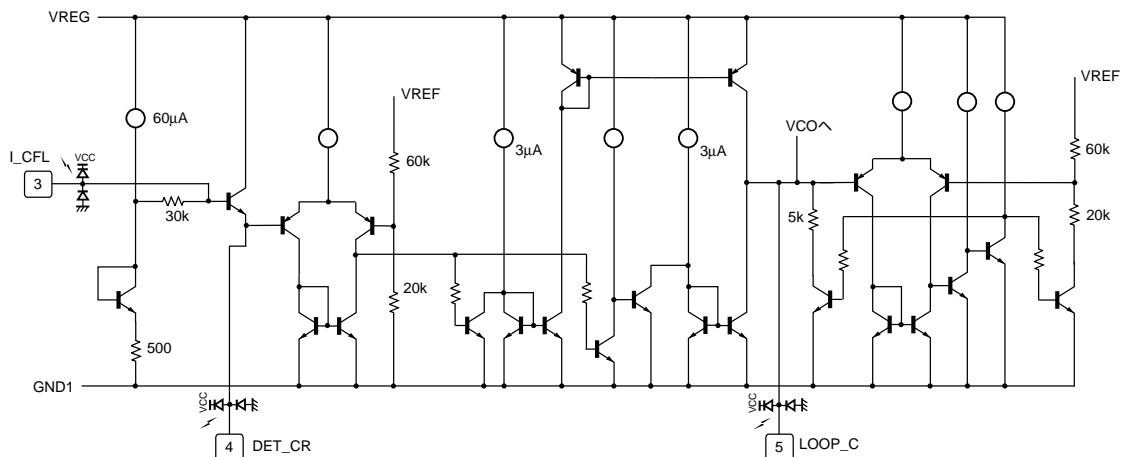 VREG
VREF
VREF
60μA
VCOへ
I_CFL
VCC
3μA
3μA
60k
60k
3
30k
5k
20k
20k
500
GND1
VCC
VCC
4
DET_CR
5
LOOP_C